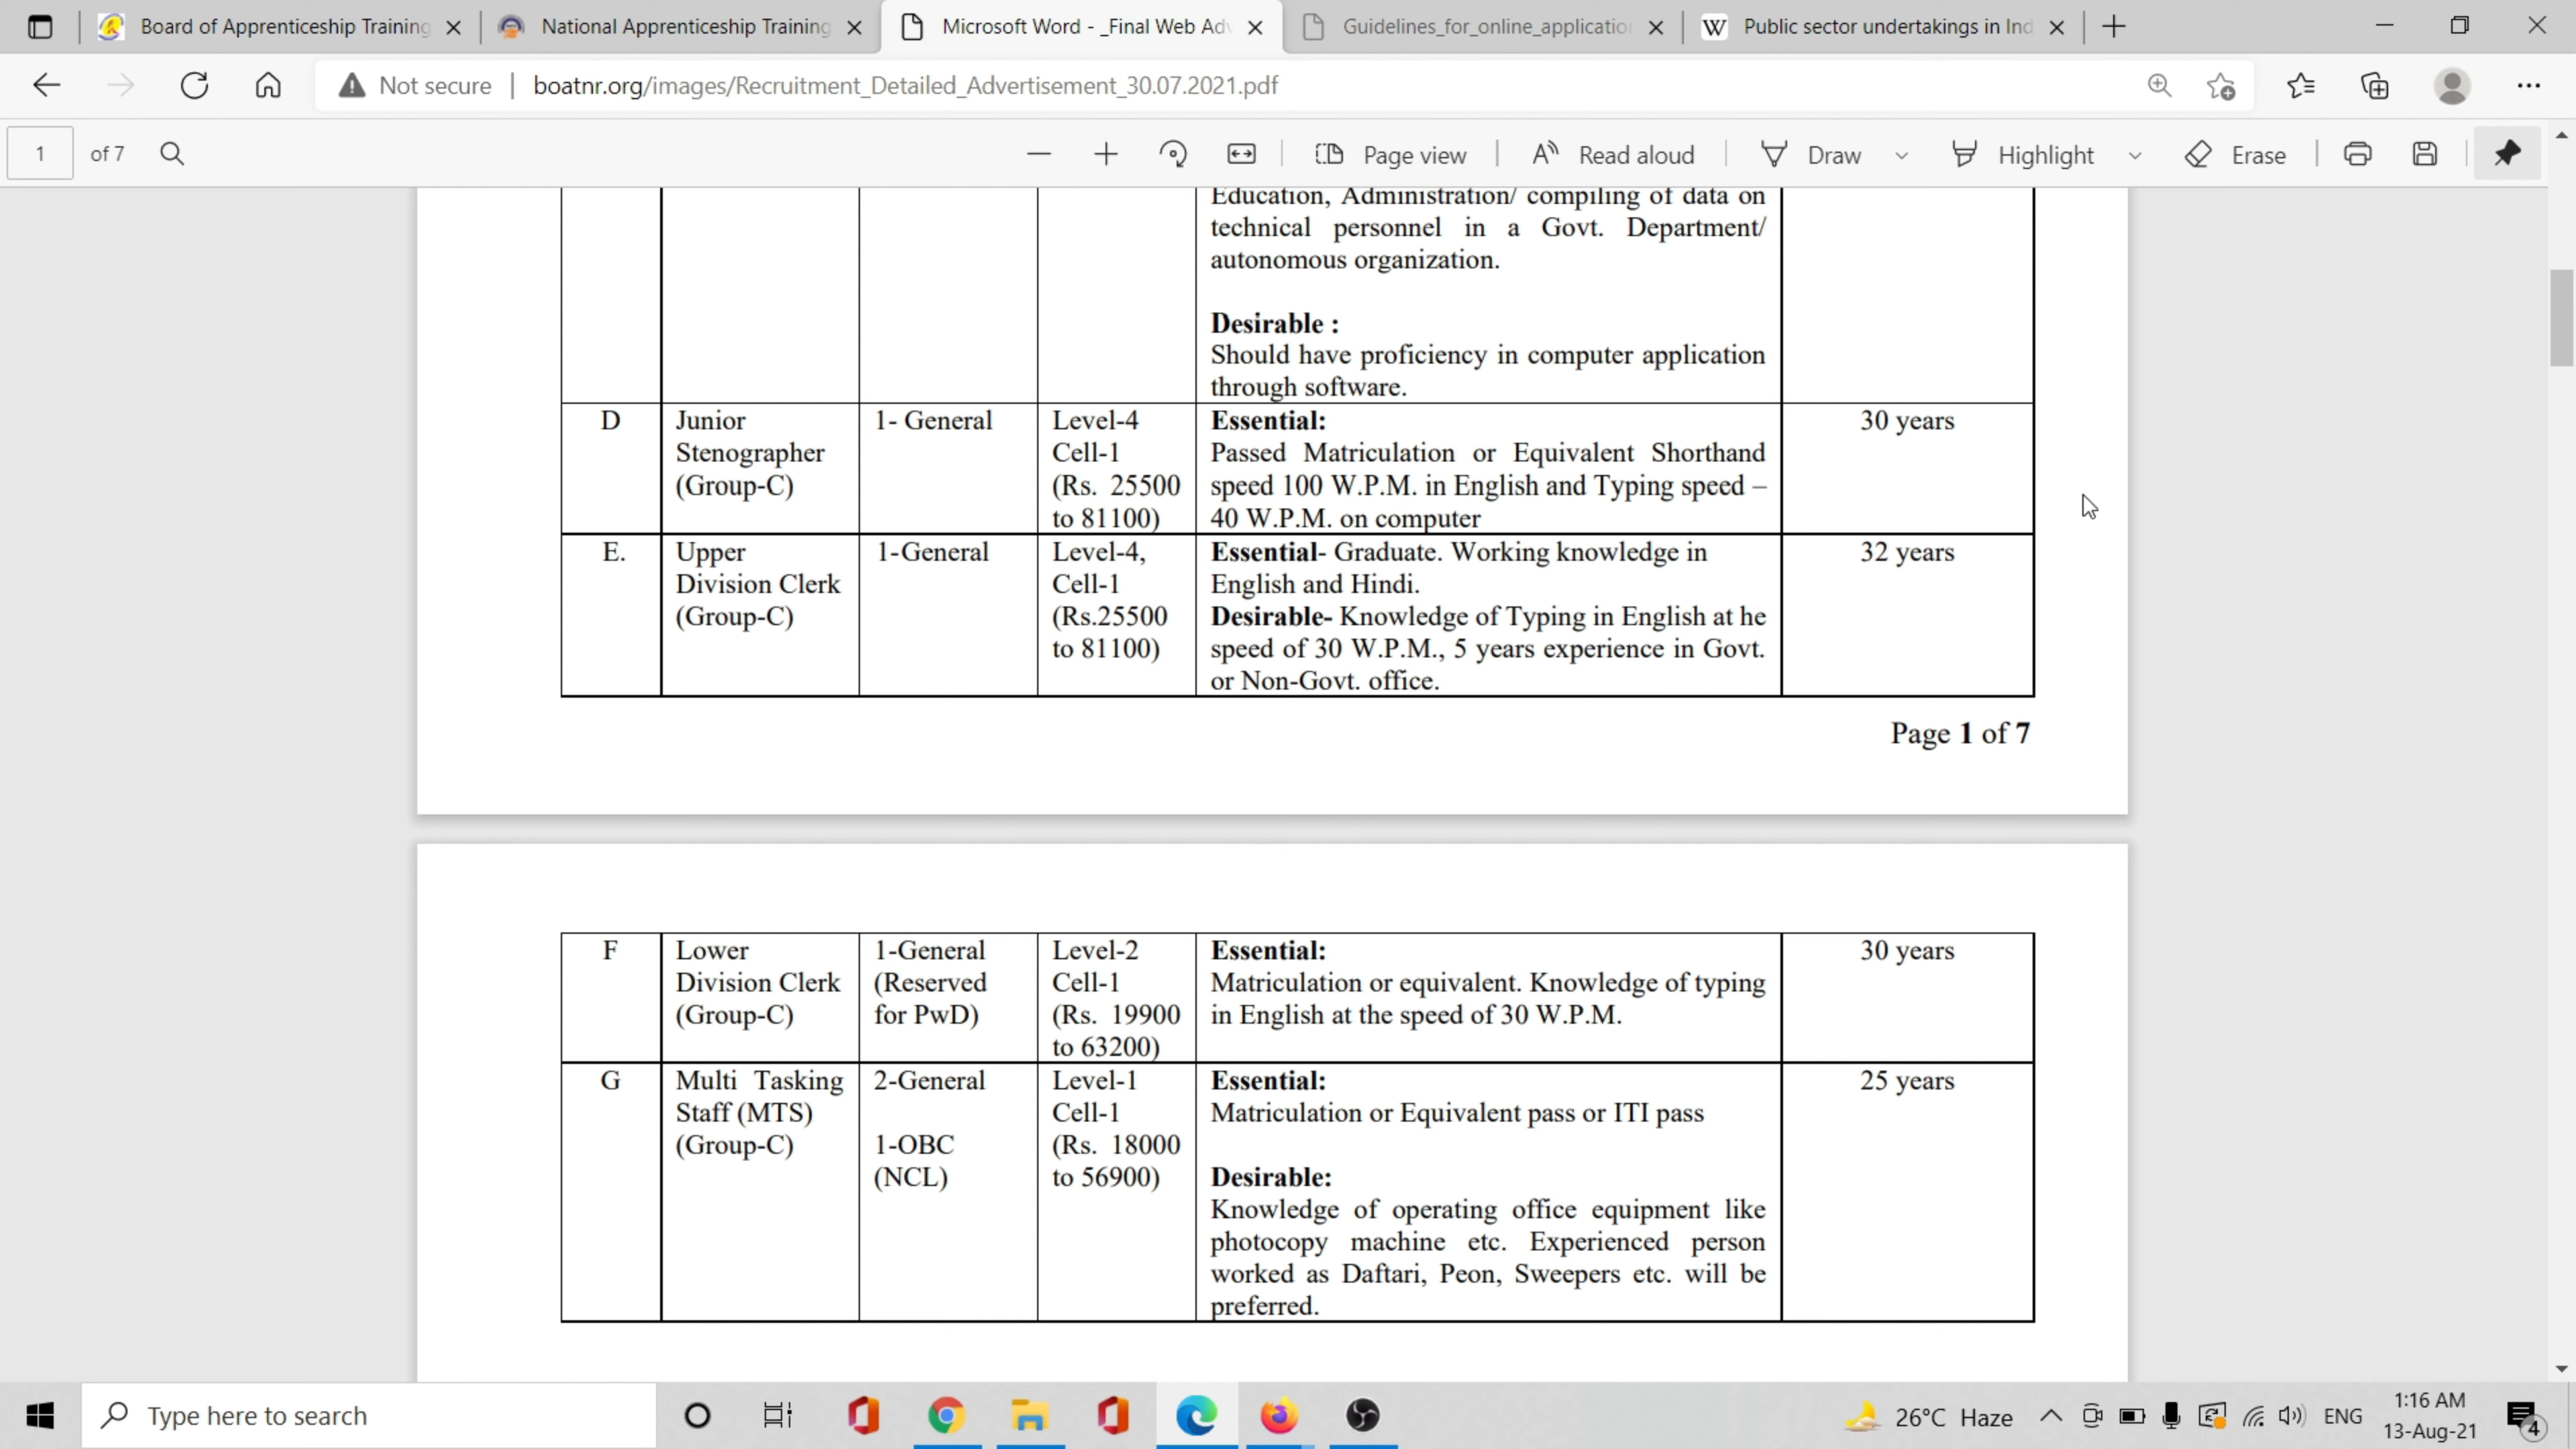 Board of Apprenticeship Training
National Apprenticeship Training
Microsoft Word - _Final Web Adv
Guidelines_for_online_application
W Public sector undertakings in Ind
Not secure | boatnr.org/images/Recruitment_Detailed_Advertisement_30.07.2021.pdf
1 of 7
Page view
Read aloud
Draw
Highlight
Erase
Education, Administration/ compiling of data on
technical personnel in a Govt. Department/
autonomous organization.
Desirable :
Should have proficiency in computer application
through software.
D
Junior
Stenographer
(Group-C)
1- General
Level-4
Cell-1
(Rs. 25500
to 81100)
Essential:
Passed Matriculation or Equivalent Shorthand
speed 100 W.P.M. in English and Typing speed –
40 W.P.M. on computer
30 years
E.
Upper
Division Clerk
(Group-C)
1-General
Level-4,
Cell-1
(Rs.25500
to 81100)
Essential- Graduate. Working knowledge in
English and Hindi.
Desirable- Knowledge of Typing in English at he
speed of 30 W.P.M., 5 years experience in Govt.
or Non-Govt. office.
32 years
Page 1 of 7
F
Lower
Division Clerk
(Group-C)
1-General
(Reserved
for PwD)
Level-2
Cell-1
(Rs. 19900
to 63200)
Essential:
Matriculation or equivalent. Knowledge of typing
in English at the speed of 30 W.P.M.
30 years
G
Multi Tasking
Staff (MTS)
(Group-C)
2-General
1-OBC
(NCL)
Level-1
Cell-1
(Rs. 18000
to 56900)
Essential:
Matriculation or Equivalent pass or ITI pass
Desirable:
Knowledge of operating office equipment like
photocopy machine etc. Experienced person
worked as Daftari, Peon, Sweepers etc. will be
preferred.
25 years
Type here to search
26°C Haze
ENG
1:16 AM
13-Aug-21
4